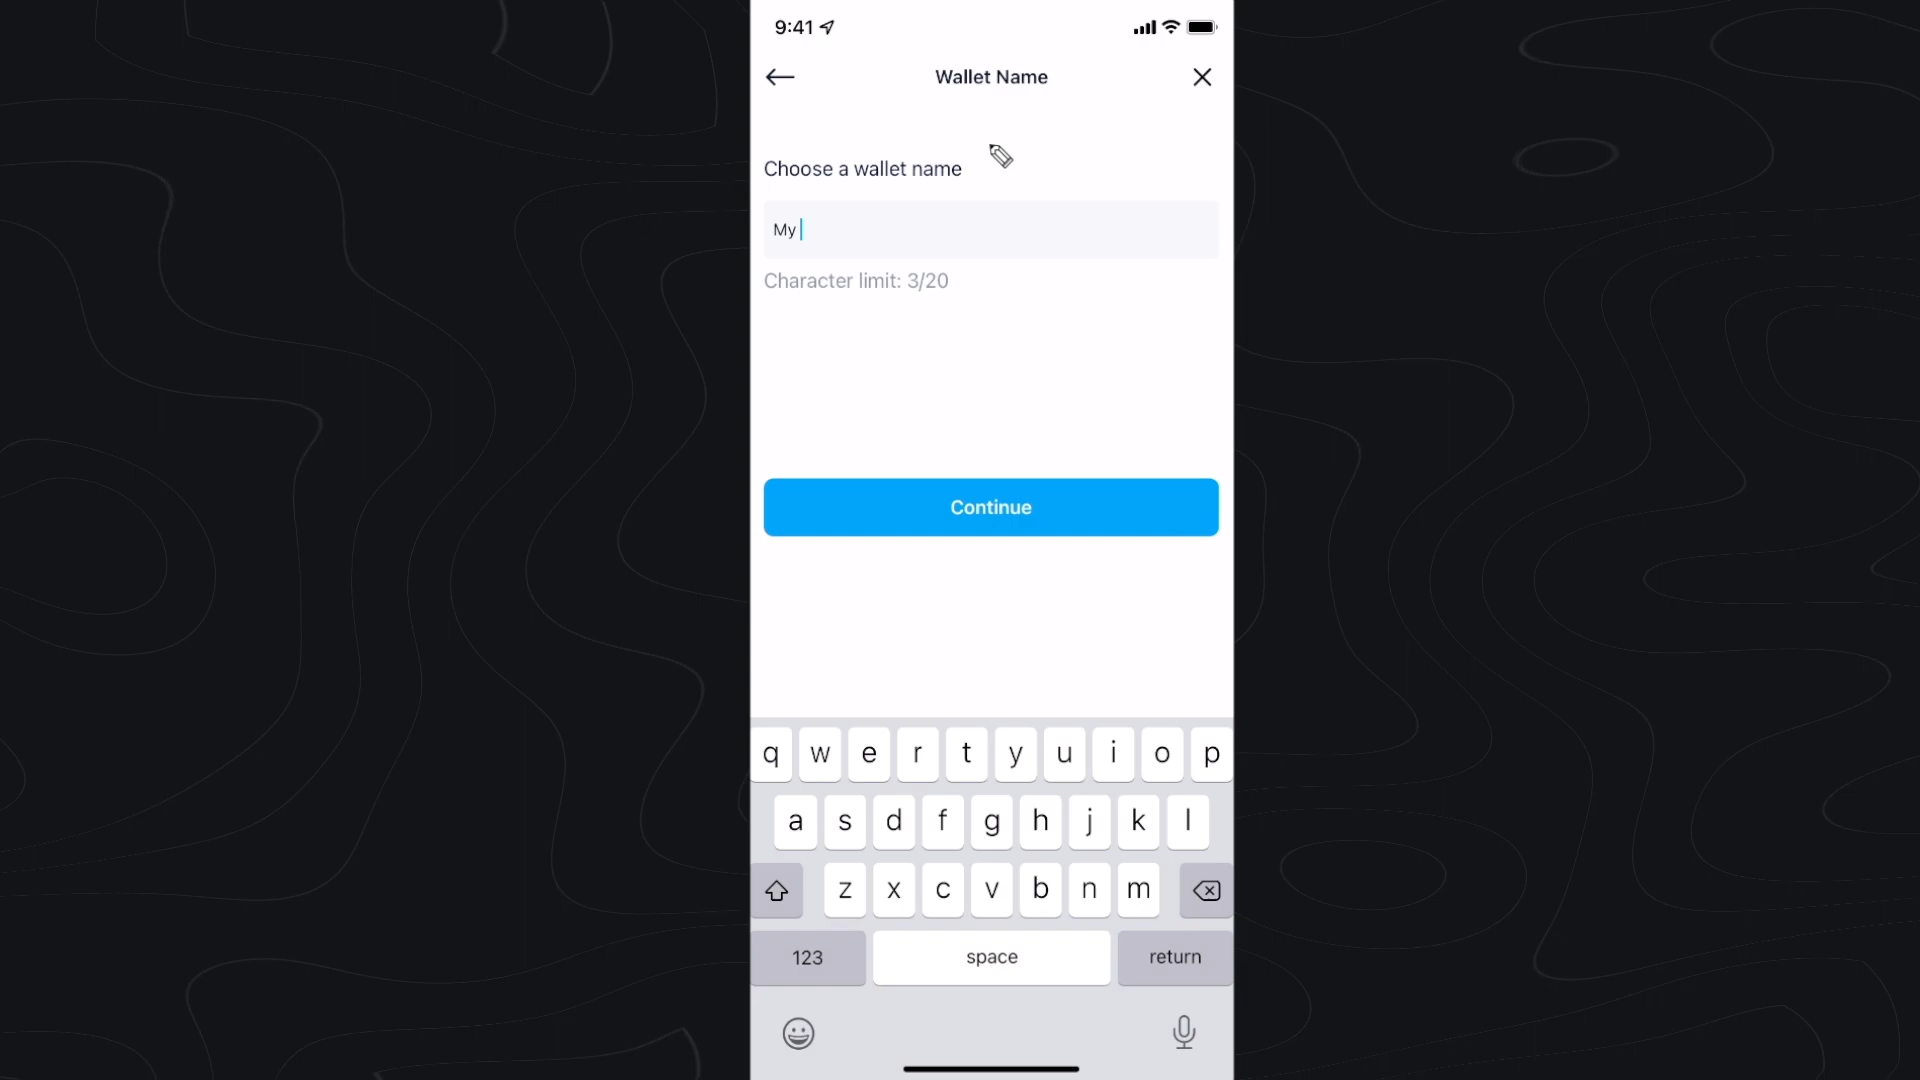 9:41
Wallet Name
Choose a wallet name
My
Character limit: 3/20
Continue
q w e r t y u i o p
a s d f g h j k l
z x c v b n m
123 space return